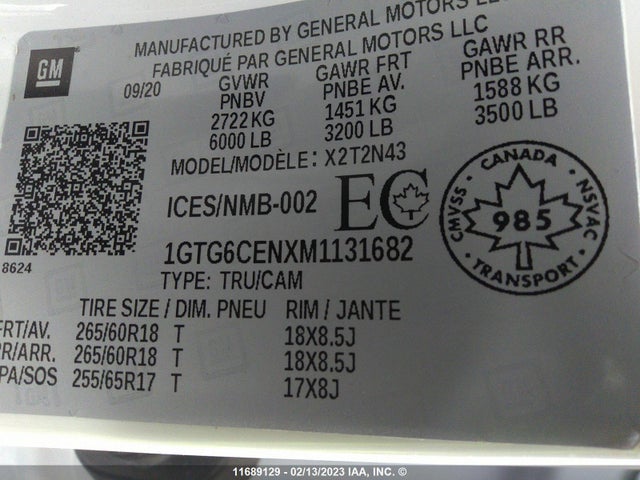 MANUFACTURED BY GENERAL MOTORS LLC
FABRIQUÉ PAR GENERAL MOTORS LLC
GM
09/20
GVWR
PNBV
2722 KG
6000 LB
GAWR FRT
PNBE AV.
1451 KG
3200 LB
GAWR RR
PNBE ARR.
1588 KG
3500 LB
MODEL/MODÈLE: X2T2N43
ICES/NMB-002
EC
CANADA
CMVSS
985
NSVAC
TRANSPORT
8624
1GTG6CENXM1131682
TYPE: TRU/CAM
TIRE SIZE / DIM. PNEU RIM / JANTE
FRT/AV. 265/60R18 T 18X8.5J
RR/ARR. 265/60R18 T 18X8.5J
PA/SOS 255/65R17 T 17X8J
11689129 - 02/13/2023 IAA, INC. ©